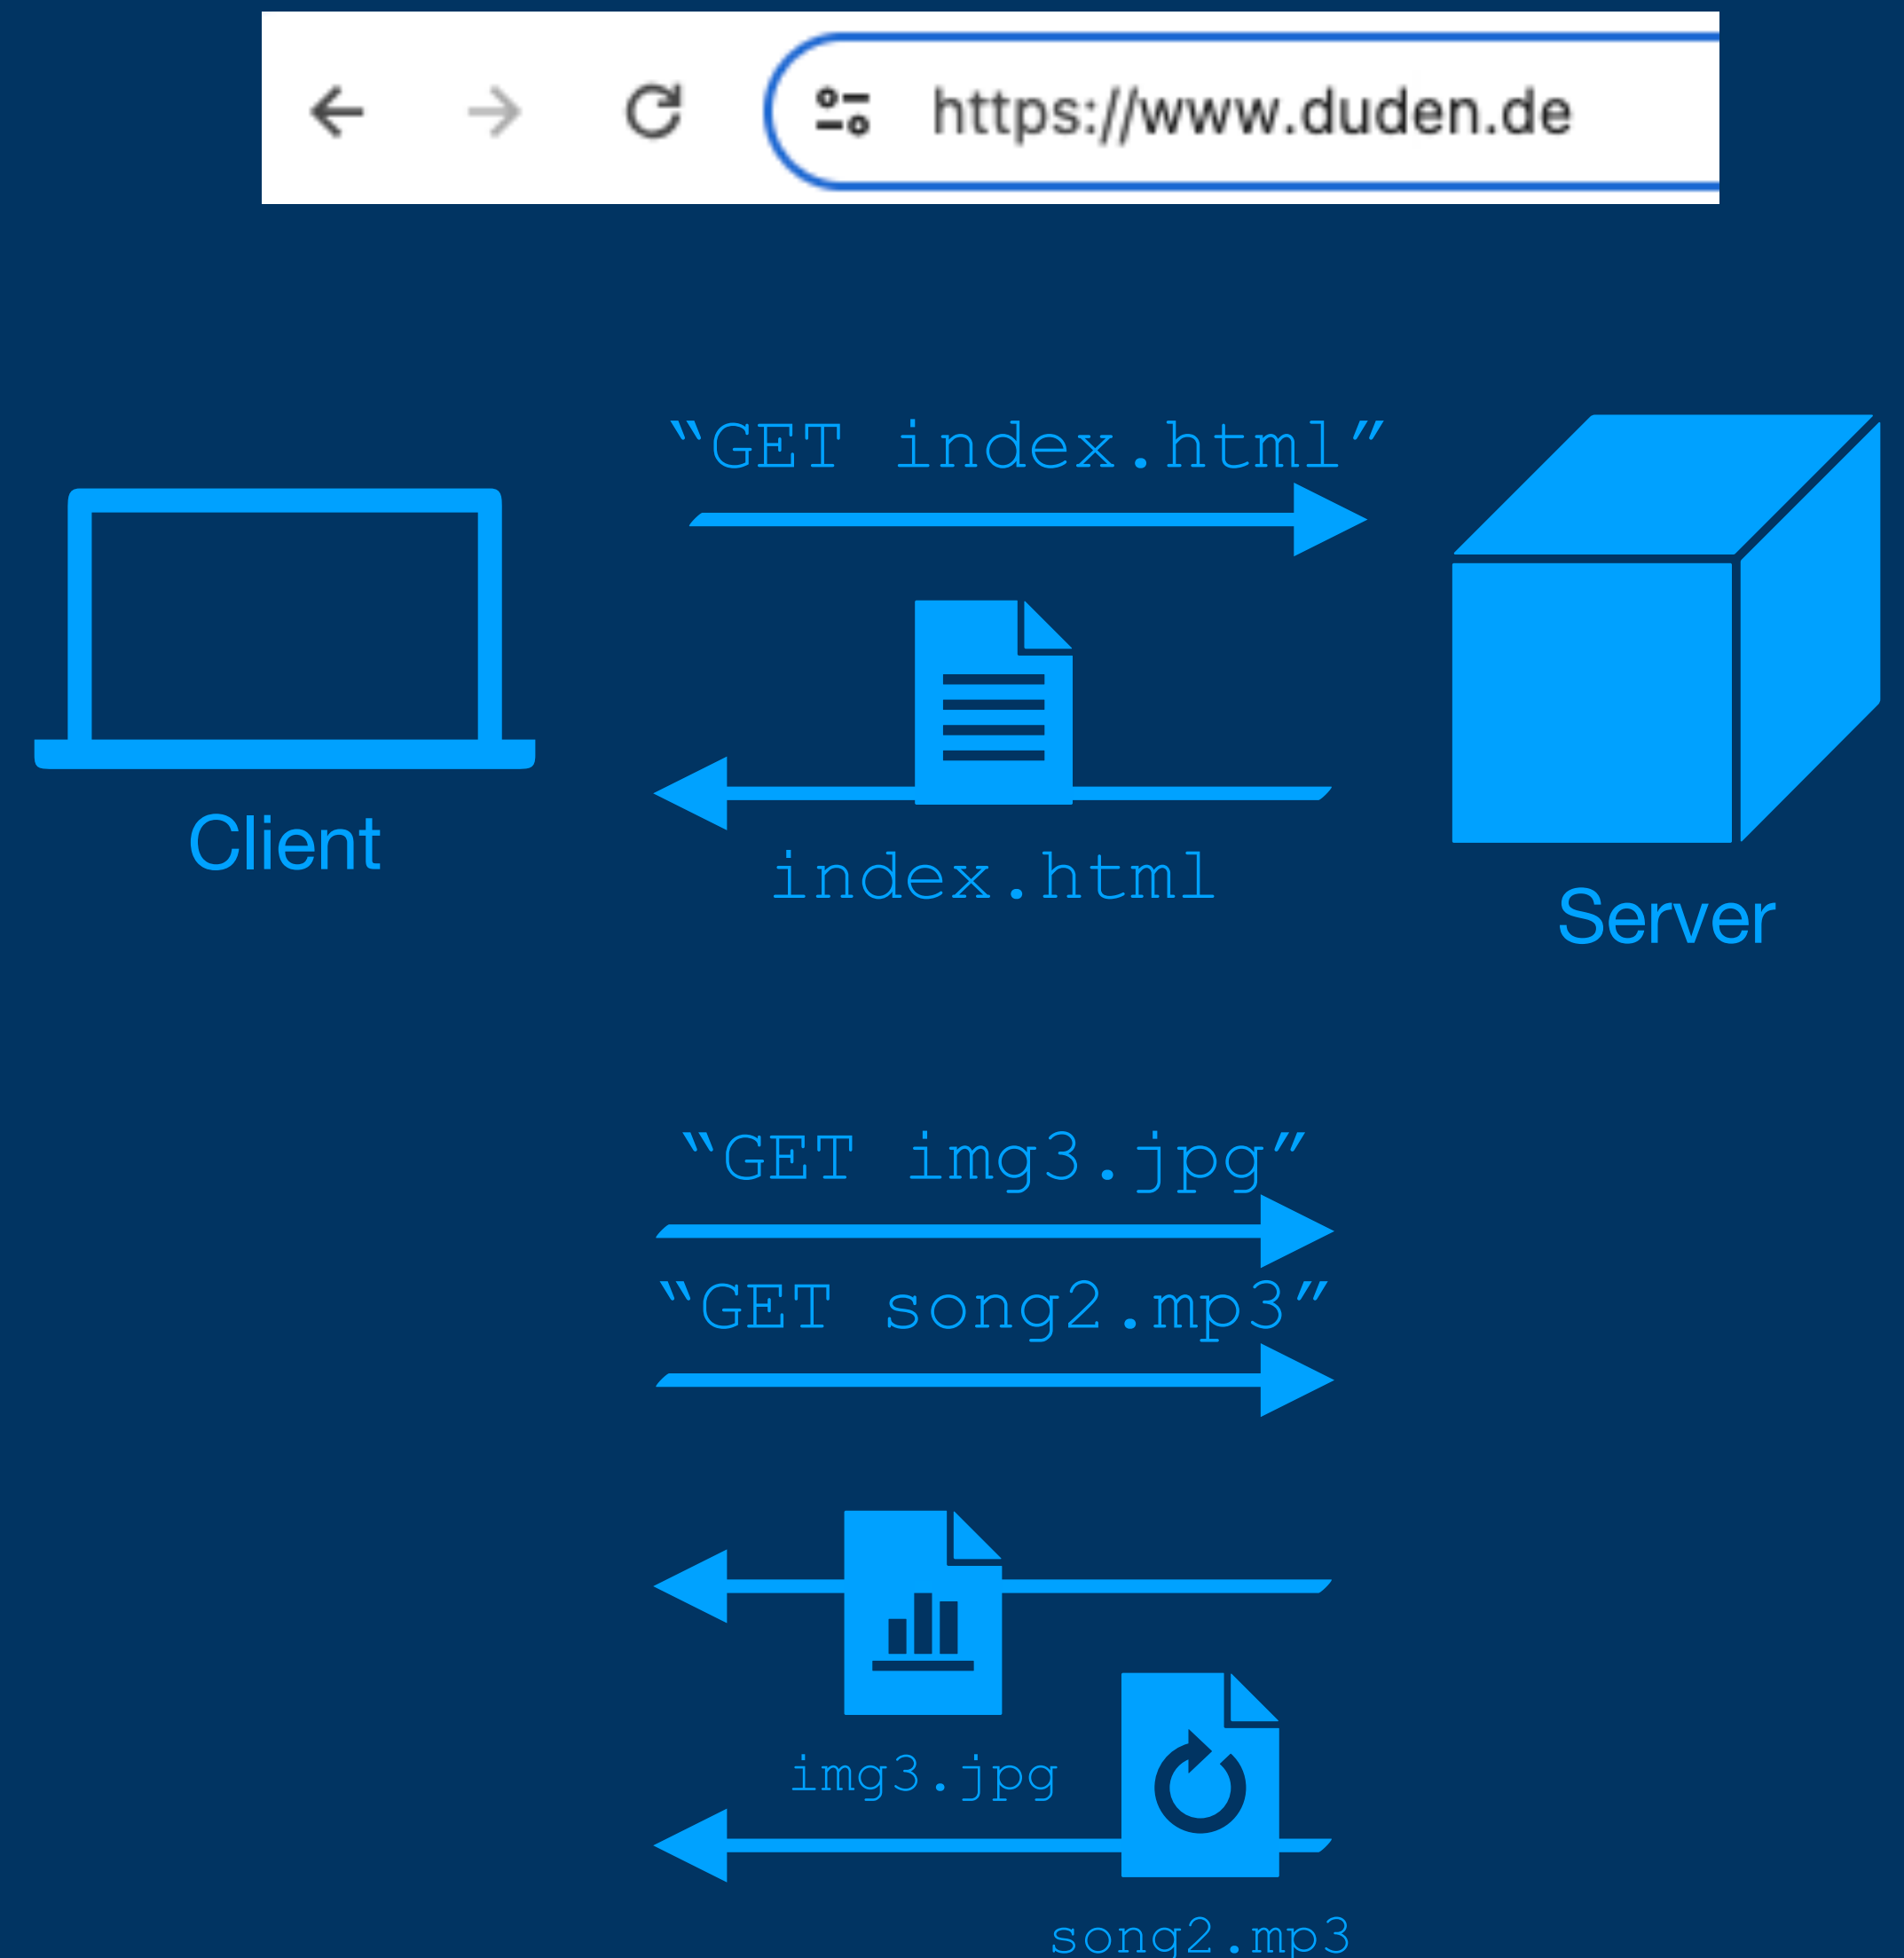 https://www.duden.de
“GET index.html”
Client
index.html
Server
“GET img3.jpg”
“GET song2.mp3”
img3.jpg
song2.mp3